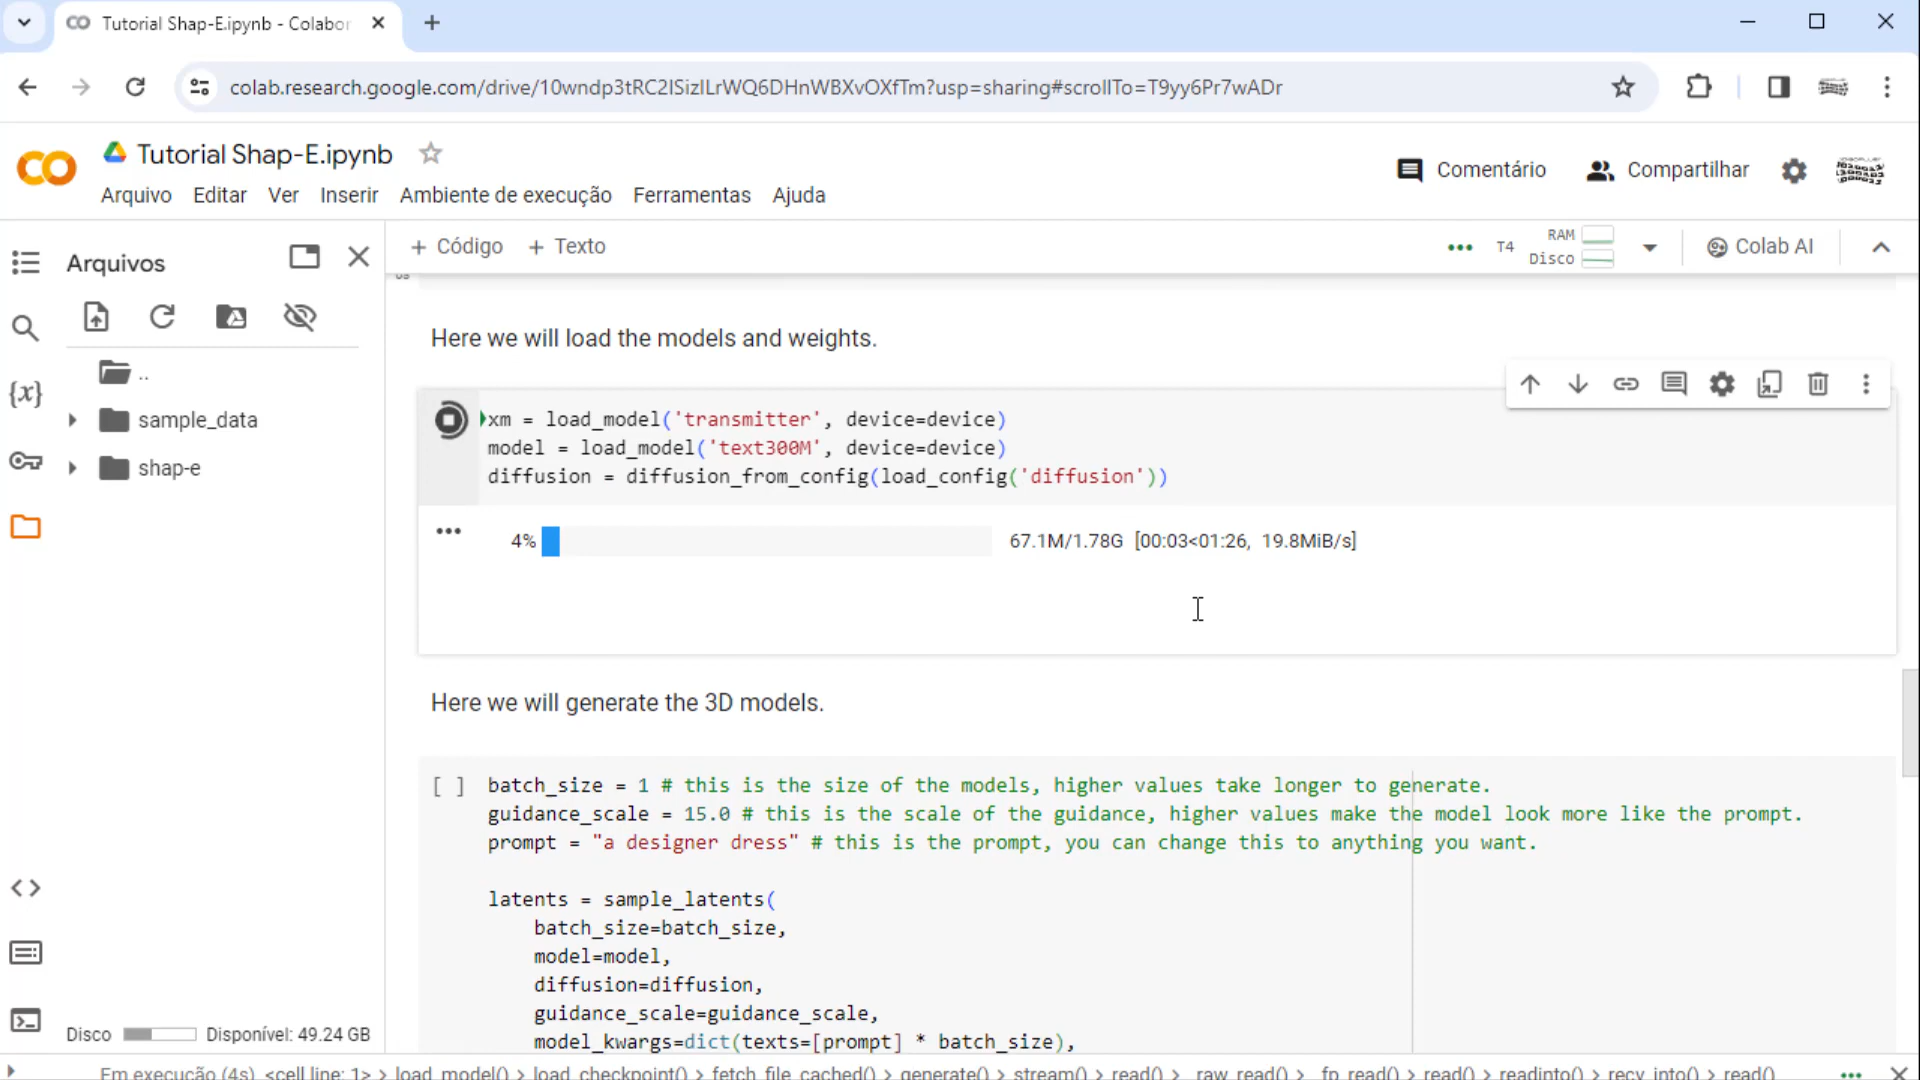 Tutorial Shap-E.ipynb - Colabor
colab.research.google.com/drive/10wndp3tRC2ISizlLrWQ6DHnWBXvOXfTm?usp=sharing#scrollTo=T9yy6Pr7wADr
Tutorial Shap-E.ipynb
Arquivo Editar Ver Inserir Ambiente de execução Ferramentas Ajuda
Comentário Compartilhar
Arquivos
+ Código + Texto
T4 RAM
Disco
Colab AI
..
sample_data
shap-e
Disco Disponível: 49.24 GB
Here we will load the models and weights.
xm = load_model('transmitter', device=device)
model = load_model('text300M', device=device)
diffusion = diffusion_from_config(load_config('diffusion'))
4% 67.1M/1.78G [00:03<01:26, 19.8MiB/s]
Here we will generate the 3D models.
[ ] batch_size = 1 # this is the size of the models, higher values take longer to generate.
guidance_scale = 15.0 # this is the scale of the guidance, higher values make the model look more like the prompt.
prompt = "a designer dress" # this is the prompt, you can change this to anything you want.
latents = sample_latents(
batch_size=batch_size,
model=model,
diffusion=diffusion,
guidance_scale=guidance_scale,
model_kwargs=dict(texts=[prompt] * batch_size),
Em execução (4s) <cell line: 1> > load_model() > load_checkpoint() > fetch_file_cached() > generate() > stream() > read() > _raw_read() > _fp_read() > read() > readinto() > recv_into() > read()